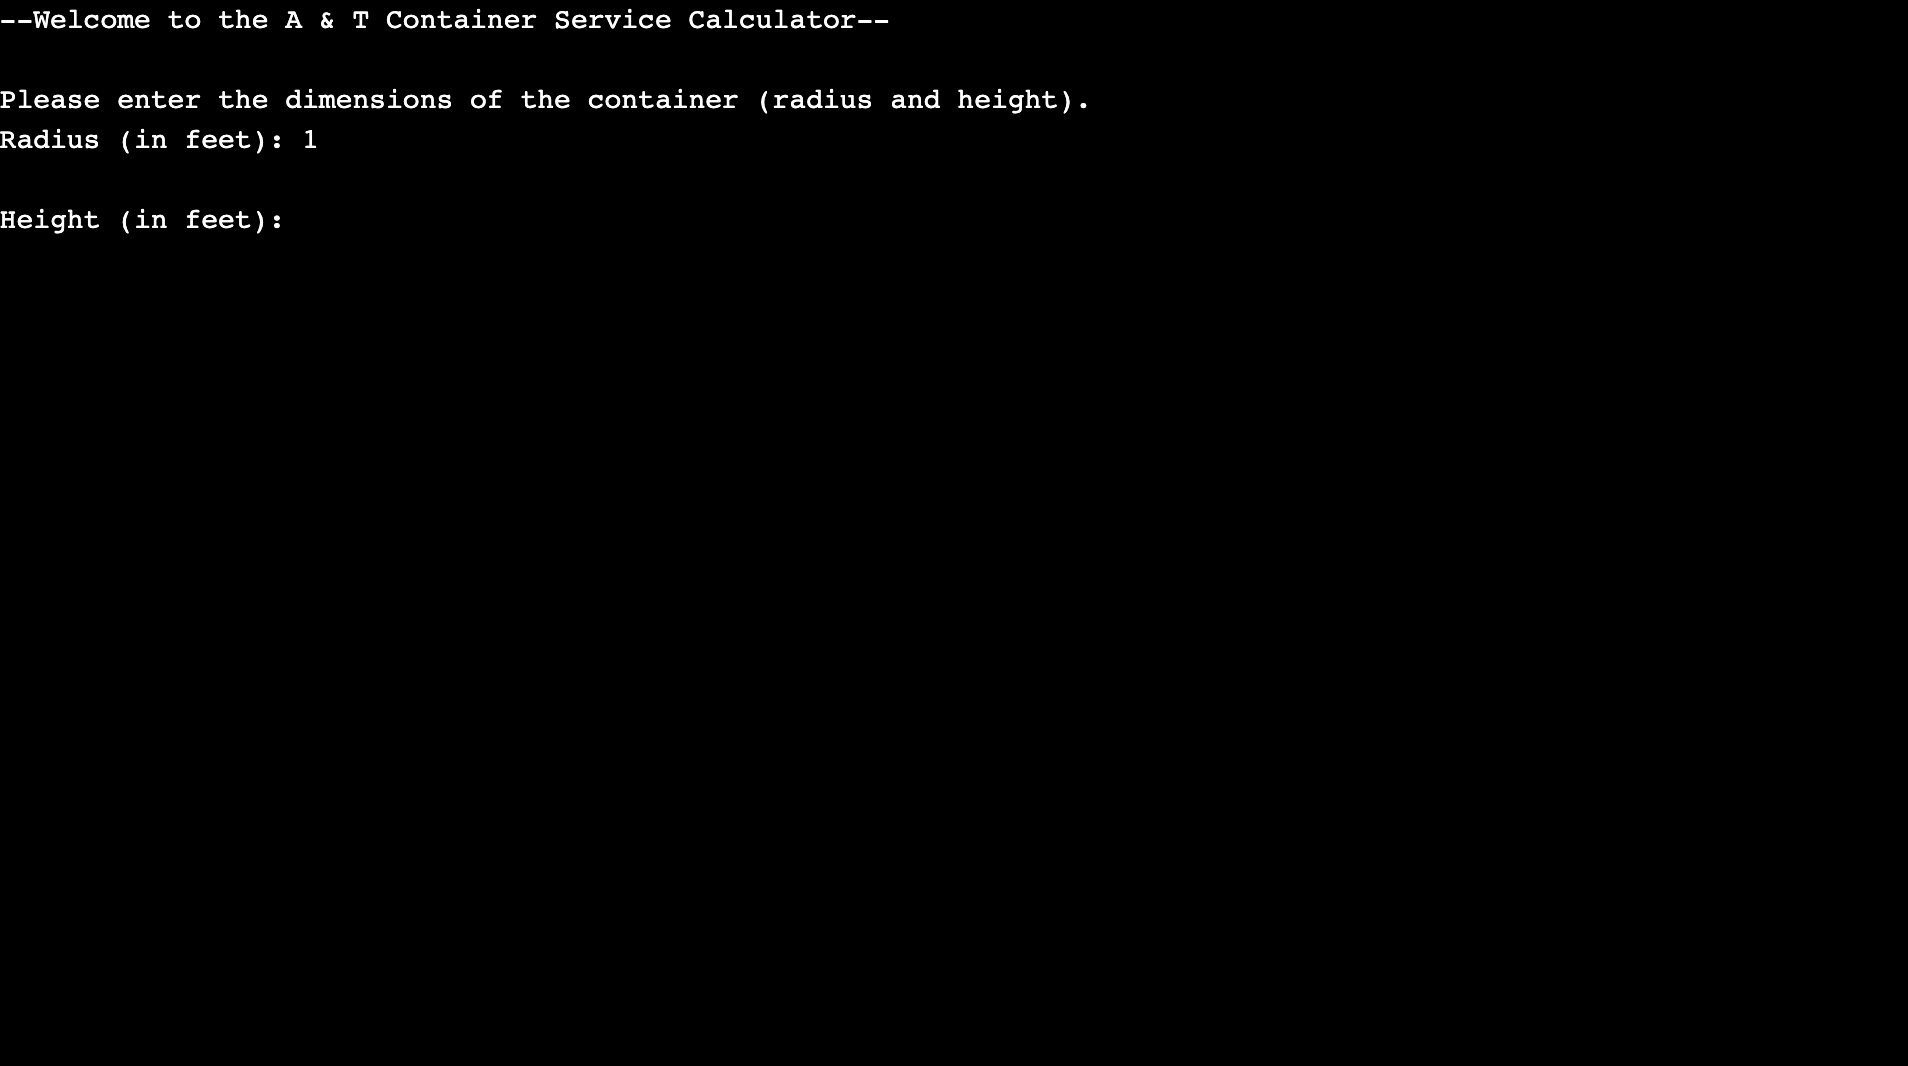 --Welcome to the A & T Container Service Calculator--
Please enter the dimensions of the container (radius and height).
Radius (in feet): 1
Height (in feet):